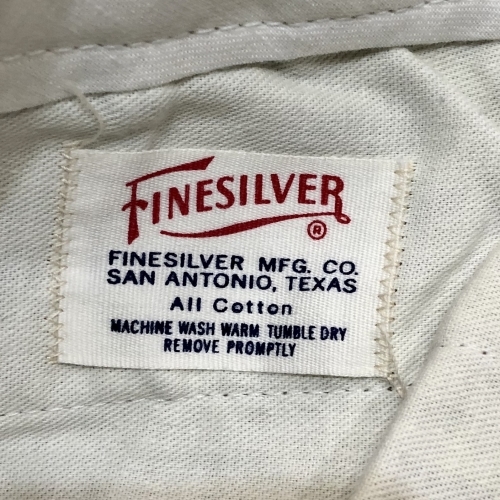 FINESILVER ®
FINESILVER MFG. CO.
SAN ANTONIO, TEXAS
All Cotton
MACHINE WASH WARM TUMBLE DRY
REMOVE PROMPTLY